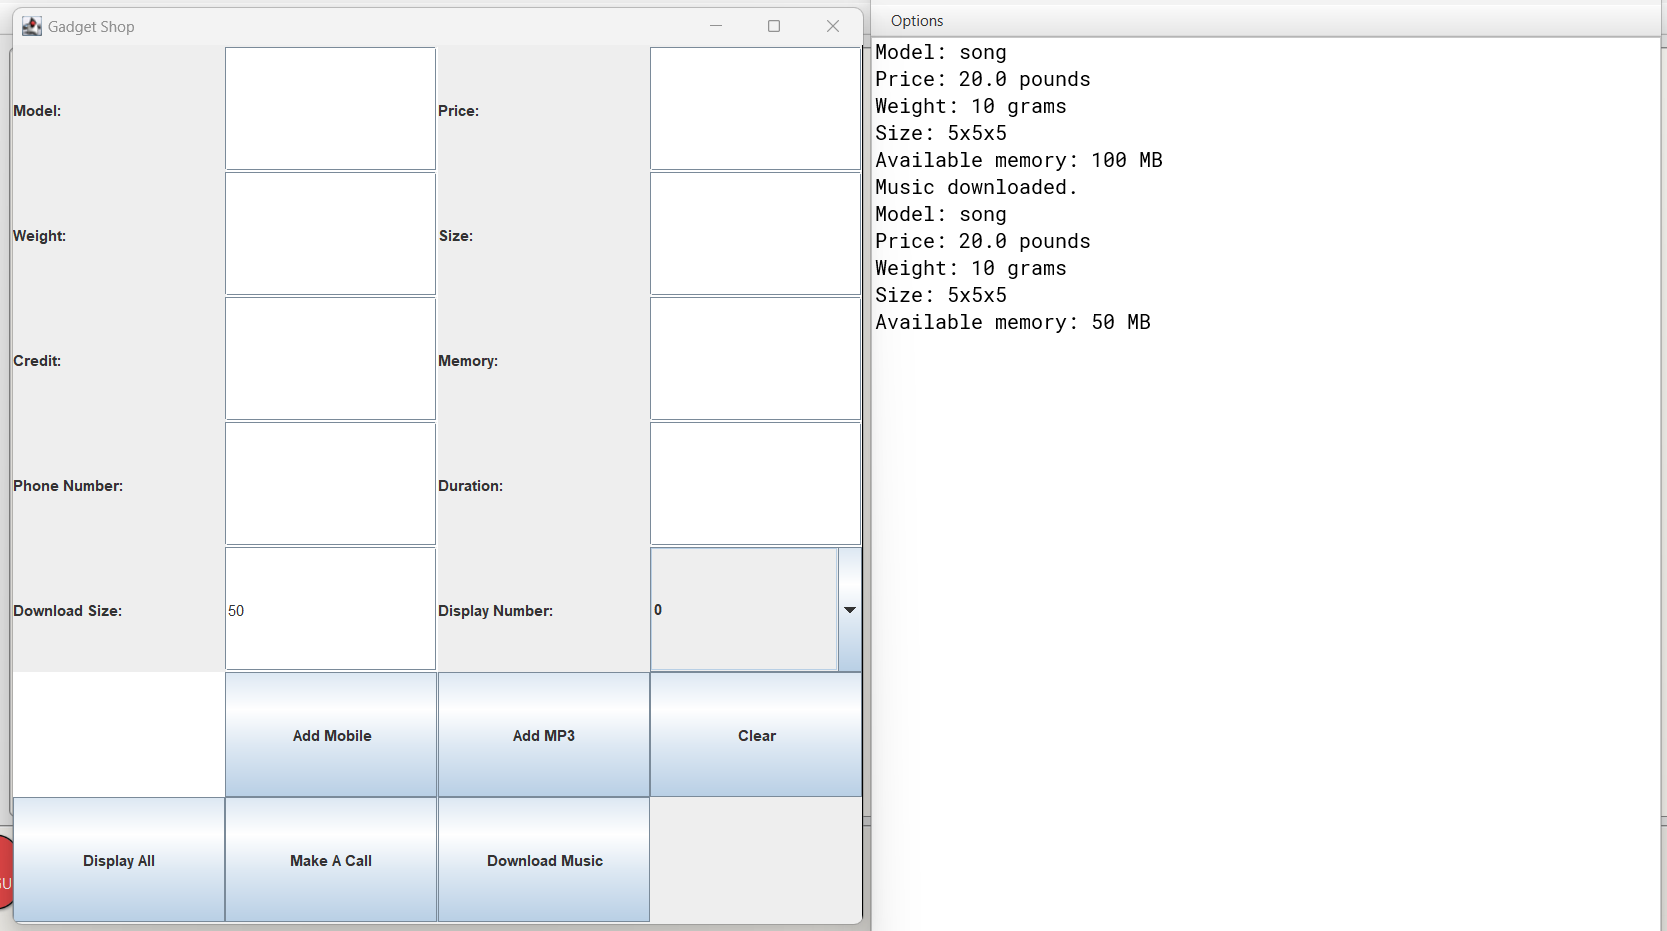 Gadget Shop
Model:
Price:
Weight:
Size:
Credit:
Memory:
Phone Number:
Duration:
Download Size:
50
Display Number:
0
Add Mobile
Add MP3
Clear
Display All
Make A Call
Download Music
GU
Options
Model: song
Price: 20.0 pounds
Weight: 10 grams
Size: 5x5x5
Available memory: 100 MB
Music downloaded.
Model: song
Price: 20.0 pounds
Weight: 10 grams
Size: 5x5x5
Available memory: 50 MB